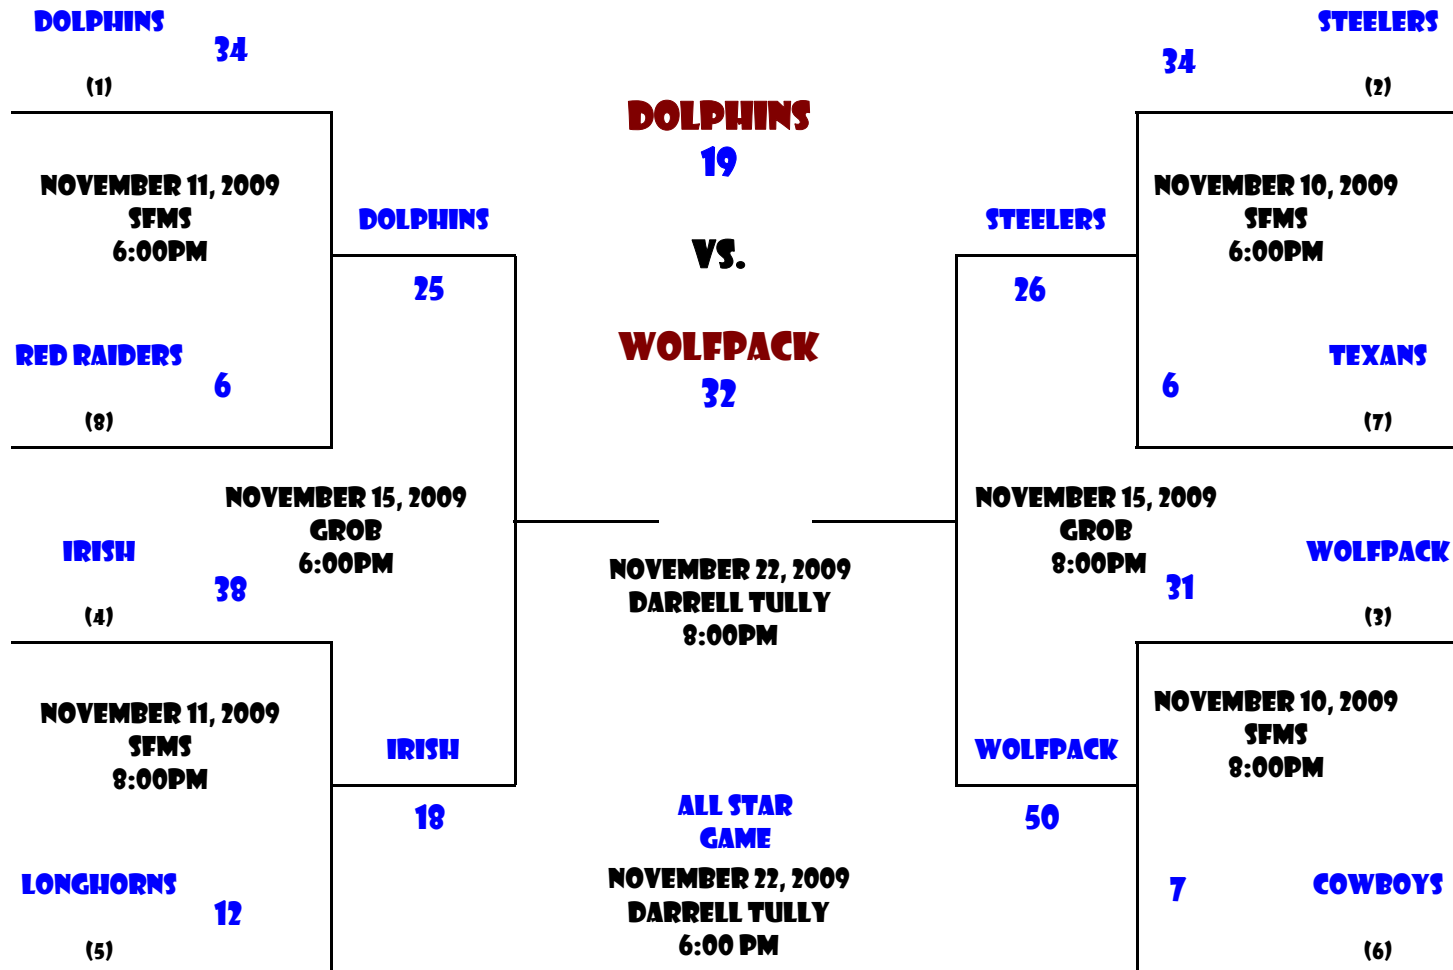 DOLPHINS
34
(1)
NOVEMBER 11, 2009
SFMS
6:00PM
RED RAIDERS
6
(8)
DOLPHINS
25
NOVEMBER 15, 2009
GROB
6:00PM
IRISH
38
(4)
NOVEMBER 11, 2009
SFMS
8:00PM
IRISH
18
LONGHORNS
12
(5)
DOLPHINS
19
VS.
WOLFPACK
32
NOVEMBER 22, 2009
DARRELL TULLY
8:00PM
ALL STAR
GAME
NOVEMBER 22, 2009
DARRELL TULLY
6:00 PM
STEELERS
34
(2)
NOVEMBER 10, 2009
SFMS
6:00PM
STEELERS
26
TEXANS
6
(7)
NOVEMBER 15, 2009
GROB
8:00PM
WOLFPACK
31
(3)
NOVEMBER 10, 2009
SFMS
8:00PM
WOLFPACK
50
COWBOYS
7
(6)